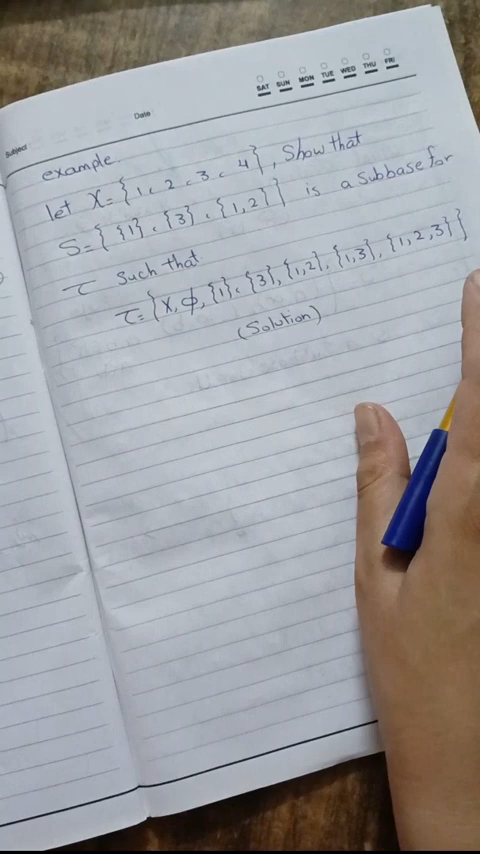 SAT SUN MON TUE WED THU FRI
Subject
Date
example.
let X={1,2,3,4}, Show that
S={{1},{3},{1,2}} is a subbase for
τ such that
τ={X,ϕ,{1},{3},{1,2},{1,3},{1,2,3}}
(Solution)